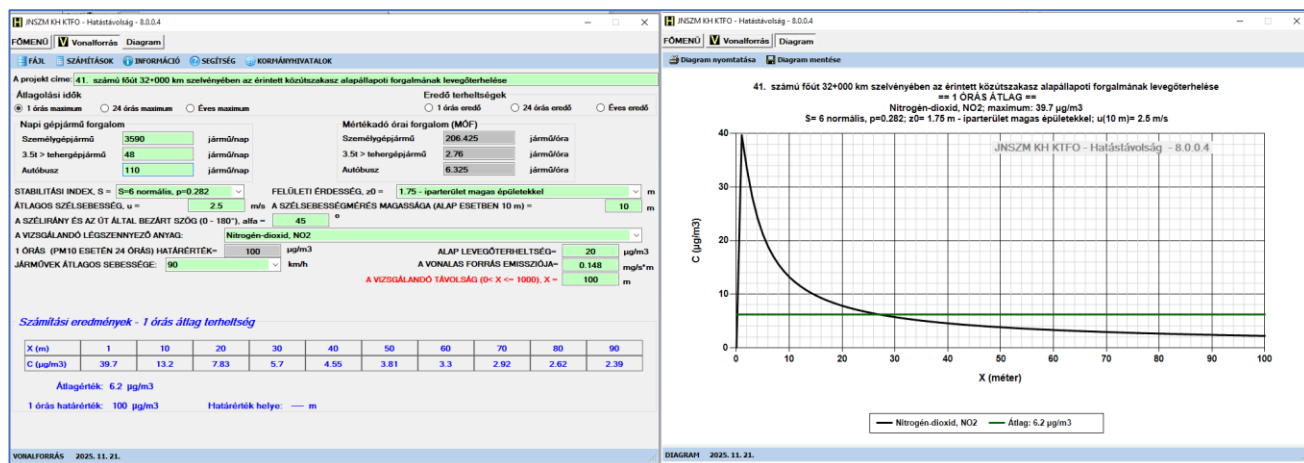 JNSZM KH KTFO - Hatástávolság - 8.0.0.4
FŐMENÜ Vonalforrás Diagram
FÁJL SZÁMÍTÁSOK INFORMÁCIÓ SEGÍTSÉG KORMÁNYHIVATALOK
A projekt címe: 41. számú főút 32+000 km szelvényében az érintett közútszakasz alapállapoti forgalmának levegőterhelése
Átlagolási idők
1 órás maximum 24 órás maximum Éves maximum
Eredő terheltségek
1 órás eredő 24 órás eredő Éves eredő
Napi gépjármű forgalom
Személygépjármű 3590 jármű/nap
3.5t > tehergépjármű 48 jármű/nap
Autóbusz 110 jármű/nap
Mértékadó órai forgalom (MÓF)
Személygépjármű 206.425 jármű/óra
3.5t > tehergépjármű 2.76 jármű/óra
Autóbusz 6.325 jármű/óra
STABILITÁSI INDEX, S = S=6 normális, p=0.282 FELÜLETI ÉRDESSÉG, z0 = 1.75 - iparterület magas épületekkel m
ÁTLAGOS SZÉLSEBESSÉG, u = 2.5 m/s A SZÉLSEBESSÉGMÉRÉS MAGASSÁGA (ALAP ESETBEN 10 m) = 10 m
A SZÉLIRÁNY ÉS AZ ÚT ÁLTAL BEZÁRT SZÖG (0 - 180°), alfa = 45 °
A VIZSGÁLANDÓ LÉGSZENNYEZŐ ANYAG: Nitrogén-dioxid, NO2
1 ÓRÁS (PM10 ESETÉN 24 ÓRÁS) HATÁRÉRTÉK= 100 µg/m3 ALAP LEVEGŐTERHELTSÉG= 20 µg/m3
JÁRMŰVEK ÁTLAGOS SEBESSÉGE: 90 km/h A VONALAS FORRÁS EMISSZIÓJA= 0.148 mg/s*m
A VIZSGÁLANDÓ TÁVOLSÁG (0< X <= 1000), X = 100 m
Számítási eredmények - 1 órás átlag terheltség
X (m) 1 10 20 30 40 50 60 70 80 90
C (µg/m3) 39.7 13.2 7.83 5.7 4.55 3.81 3.3 2.92 2.62 2.39
Átlagérték: 6.2 µg/m3
1 órás határérték: 100 µg/m3 Határérték helye: --- m
VONALFORRÁS 2025. 11. 21.
JNSZM KH KTFO - Hatástávolság - 8.0.0.4
FŐMENÜ Vonalforrás Diagram
Diagram nyomtatása Diagram mentése
41. számú főút 32+000 km szelvényében az érintett közútszakasz alapállapoti forgalmának levegőterhelése
== 1 ÓRÁS ÁTLAG ==
Nitrogén-dioxid, NO2; maximum: 39.7 µg/m3
S= 6 normális, p=0.282; z0= 1.75 m - iparterület magas épületekkel; u(10 m)= 2.5 m/s
JNSZM KH KTFO - Hatástávolság - 8.0.0.4
C (µg/m3)
40
30
20
10
0
0 10 20 30 40 50 60 70 80 90 100
X (méter)
Nitrogén-dioxid, NO2 Átlag: 6.2 µg/m3
DIAGRAM 2025. 11. 21.